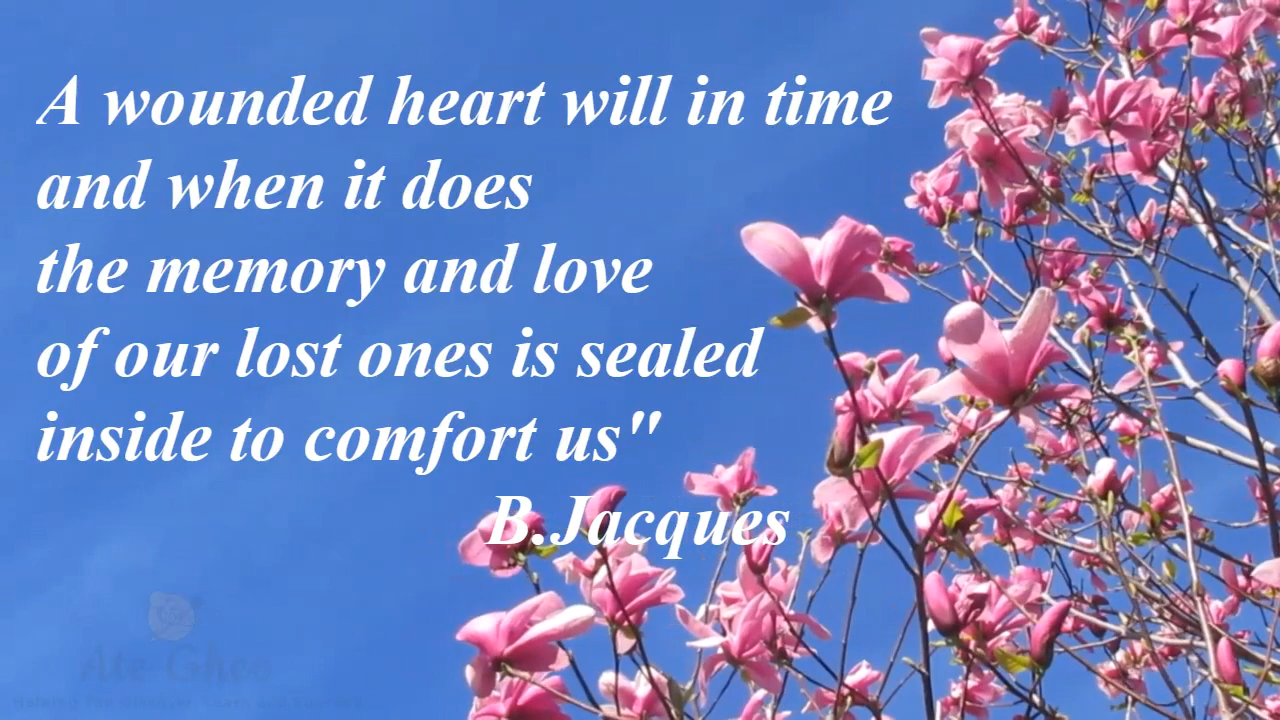 A wounded heart will in time
and when it does
the memory and love
of our lost ones is sealed
inside to comfort us"
B.Jacques
Ate Ghee